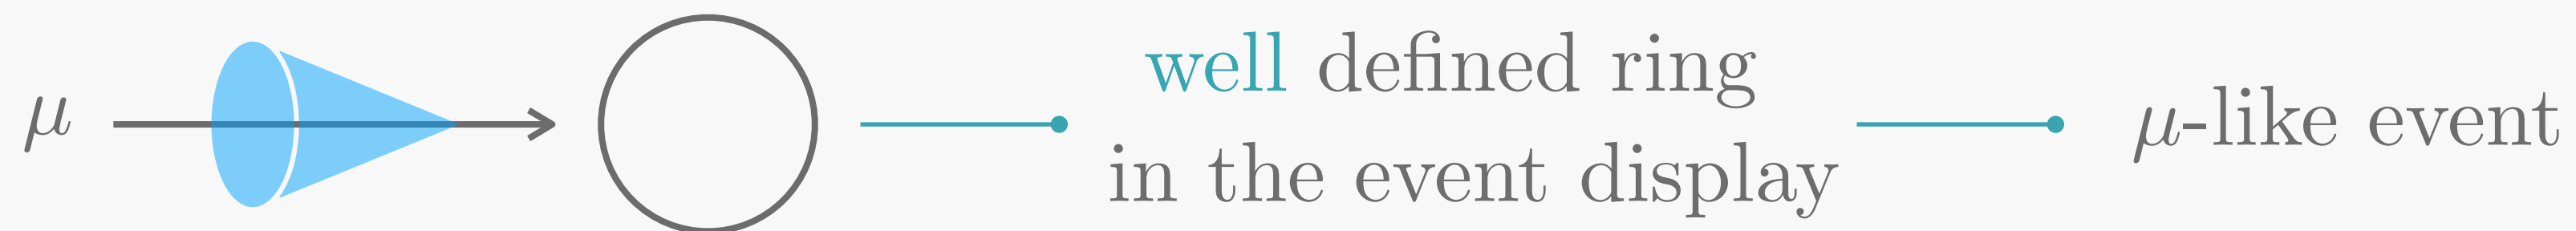 μ
well defined ring
in the event display
μ-like event